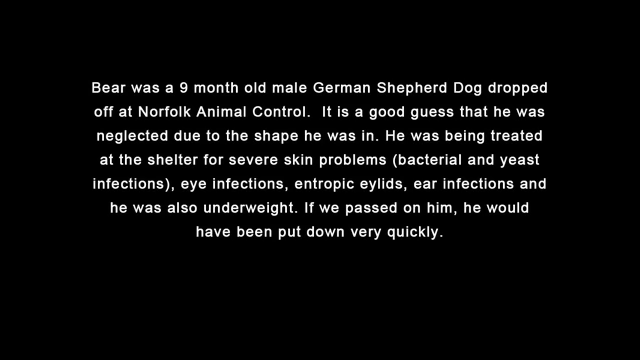 Bear was a 9 month old male German Shepherd Dog dropped
off at Norfolk Animal Control.  It is a good guess that he was
neglected due to the shape he was in. He was being treated
at the shelter for severe skin problems (bacterial and yeast
infections), eye infections, entropic eylids, ear infections and
he was also underweight. If we passed on him, he would
have been put down very quickly.